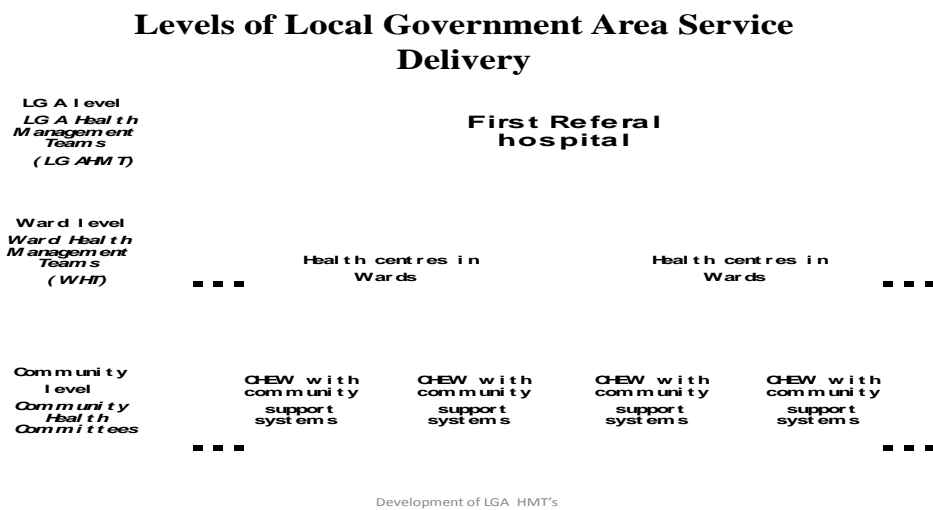 Levels of Local Government Area Service
Delivery
LGA level
LGA Health
Management
Teams
(LGAHMT)
First Referal
hospital
Ward level
Ward Health
Management
Teams
(WHT)
Health centres in
Wards
Health centres in
Wards
Community
level
Community
Health
Committees
CHEW with
community
support
systems
CHEW with
community
support
systems
CHEW with
community
support
systems
CHEW with
community
support
systems
Development of LGA HMT's